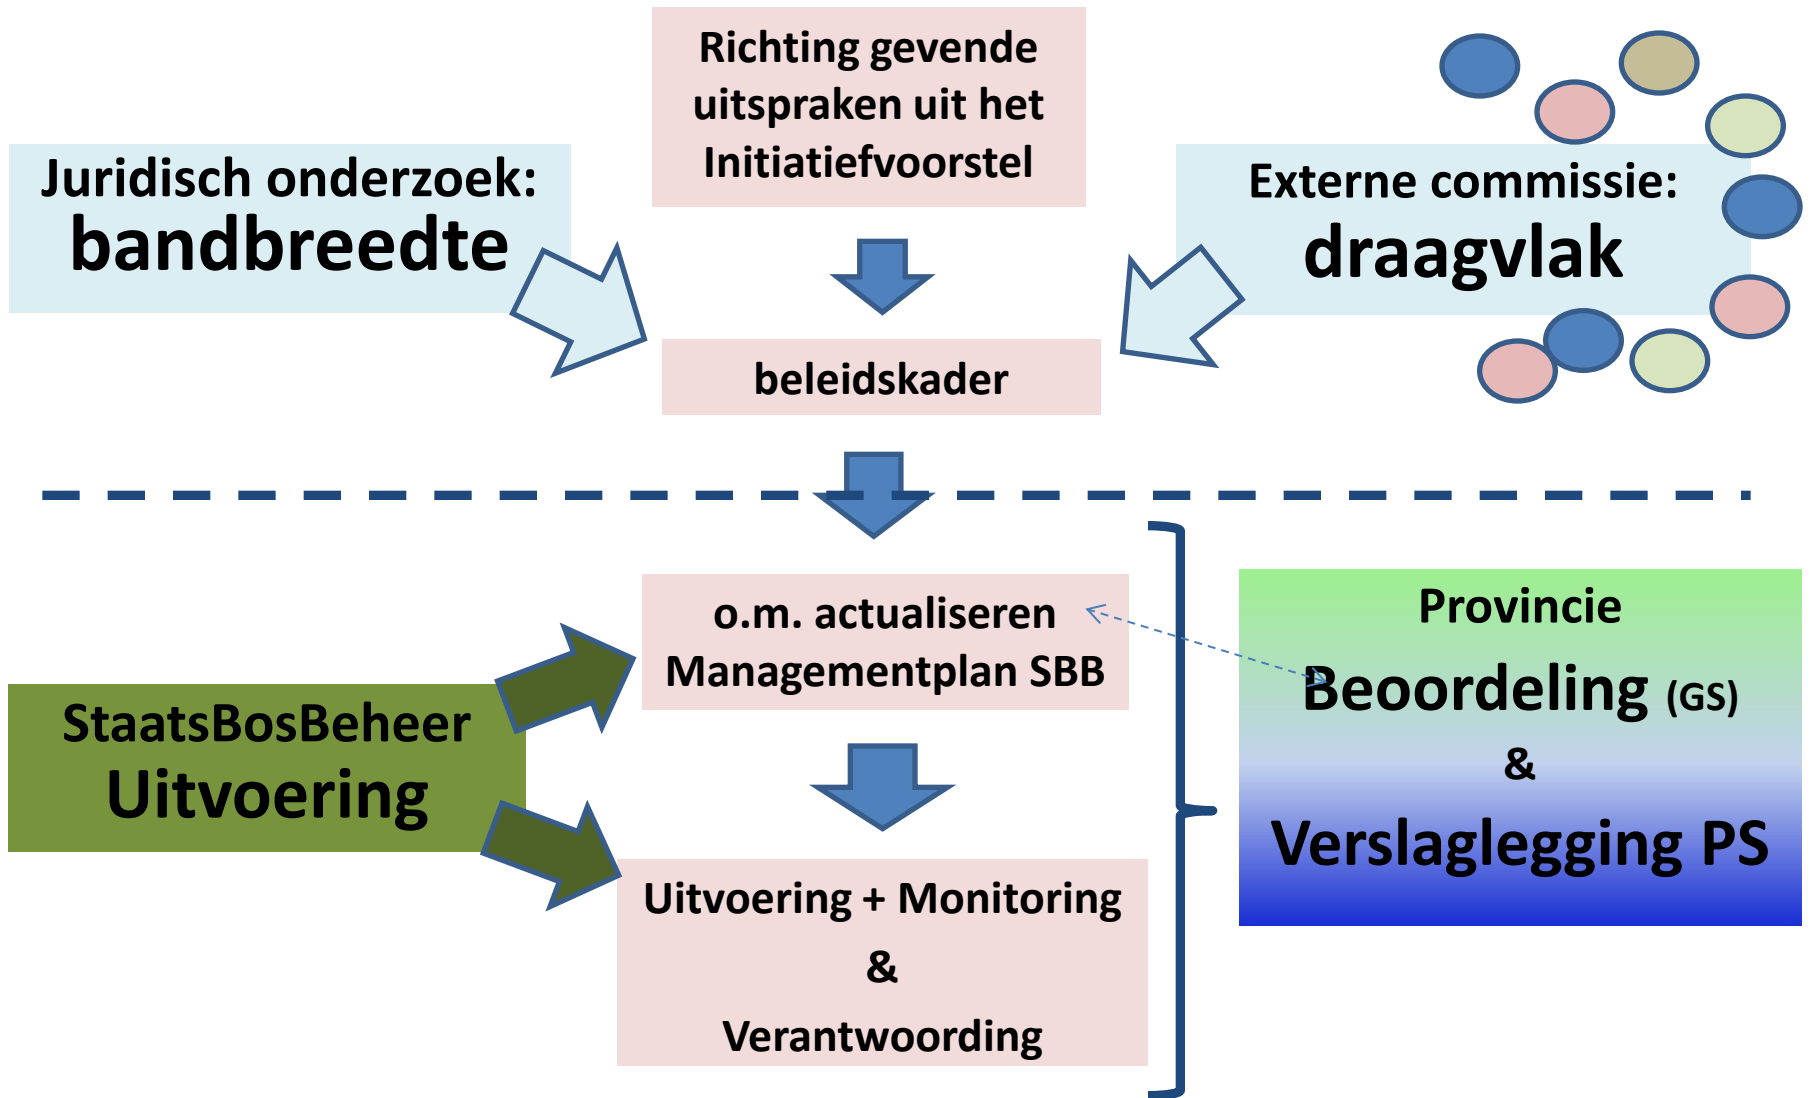 Richting gevende
uitspraken uit het
Initiatiefvoorstel
Juridisch onderzoek:
bandbreedte
Externe commissie:
draagvlak
beleidskader
o.m. actualiseren
Managementplan SBB
StaatsBosBeheer
Uitvoering
Uitvoering + Monitoring
&
Verantwoording
Provincie
Beoordeling (GS)
&
Verslaglegging PS